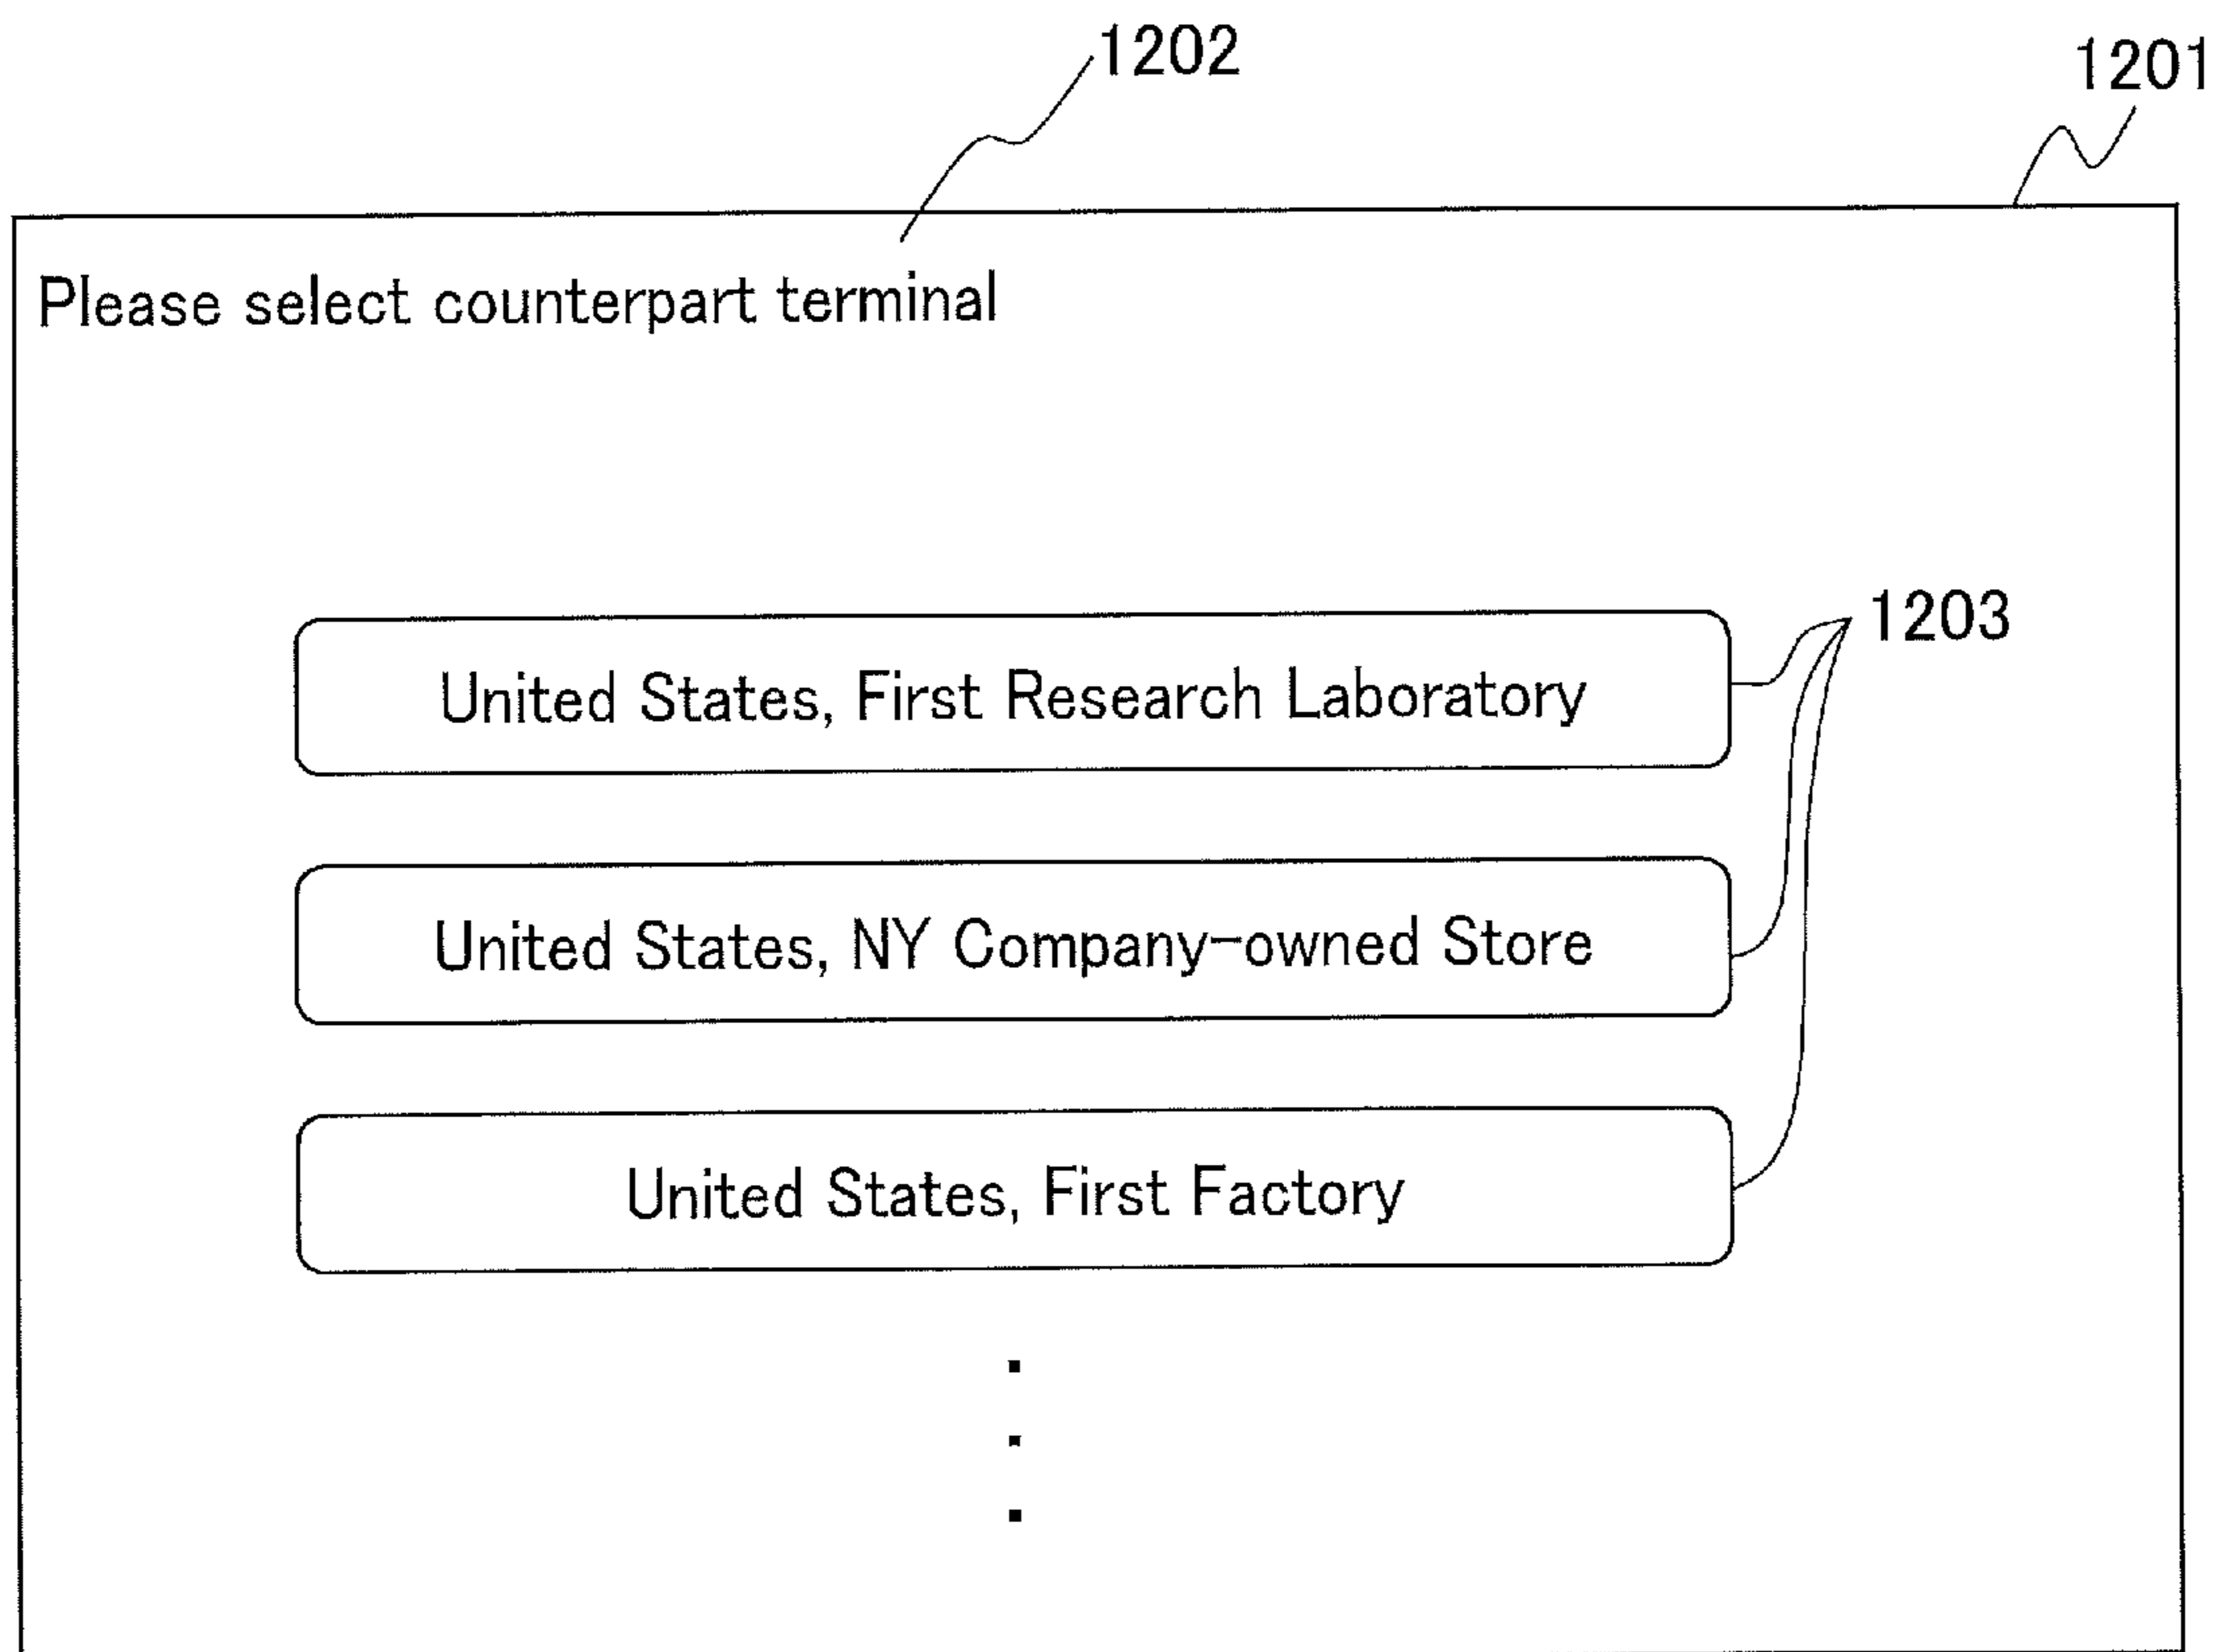 1202
1201
Please select counterpart terminal
1203
United States, First Research Laboratory
United States, NY Company-owned Store
United States, First Factory